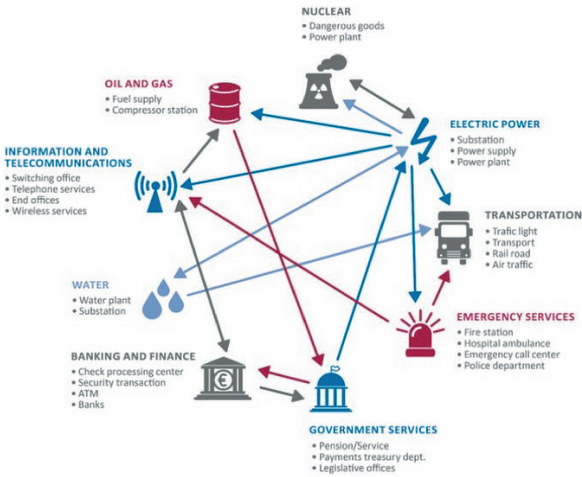 NUCLEAR
• Dangerous goods
• Power plant
OIL AND GAS
• Fuel supply
• Compressor station
ELECTRIC POWER
• Substation
• Power supply
• Power plant
INFORMATION AND
TELECOMMUNICATIONS
• Switching office
• Telephone services
• End offices
• Wireless services
TRANSPORTATION
• Trafic light
• Transport
• Rail road
• Air traffic
WATER
• Water plant
• Substation
EMERGENCY SERVICES
• Fire station
• Hospital ambulance
• Emergency call center
• Police department
BANKING AND FINANCE
• Check processing center
• Security transaction
• ATM
• Banks
€
GOVERNMENT SERVICES
• Pension/Service
• Payments treasury dept.
• Legislative offices